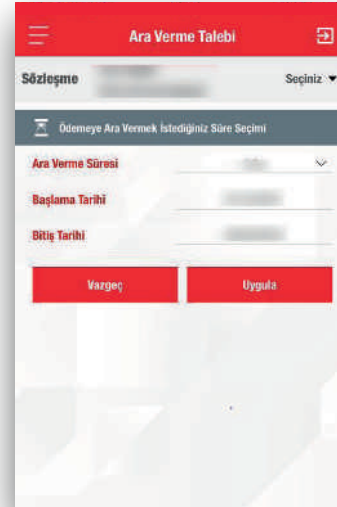 Ara Verme Talebi
Sözleşme
Seçiniz
Ödemeye Ara Vermek İstediğiniz Süre Seçimi
Ara Verme Süresi
Başlama Tarihi
Bitiş Tarihi
Vazgeç Uygula